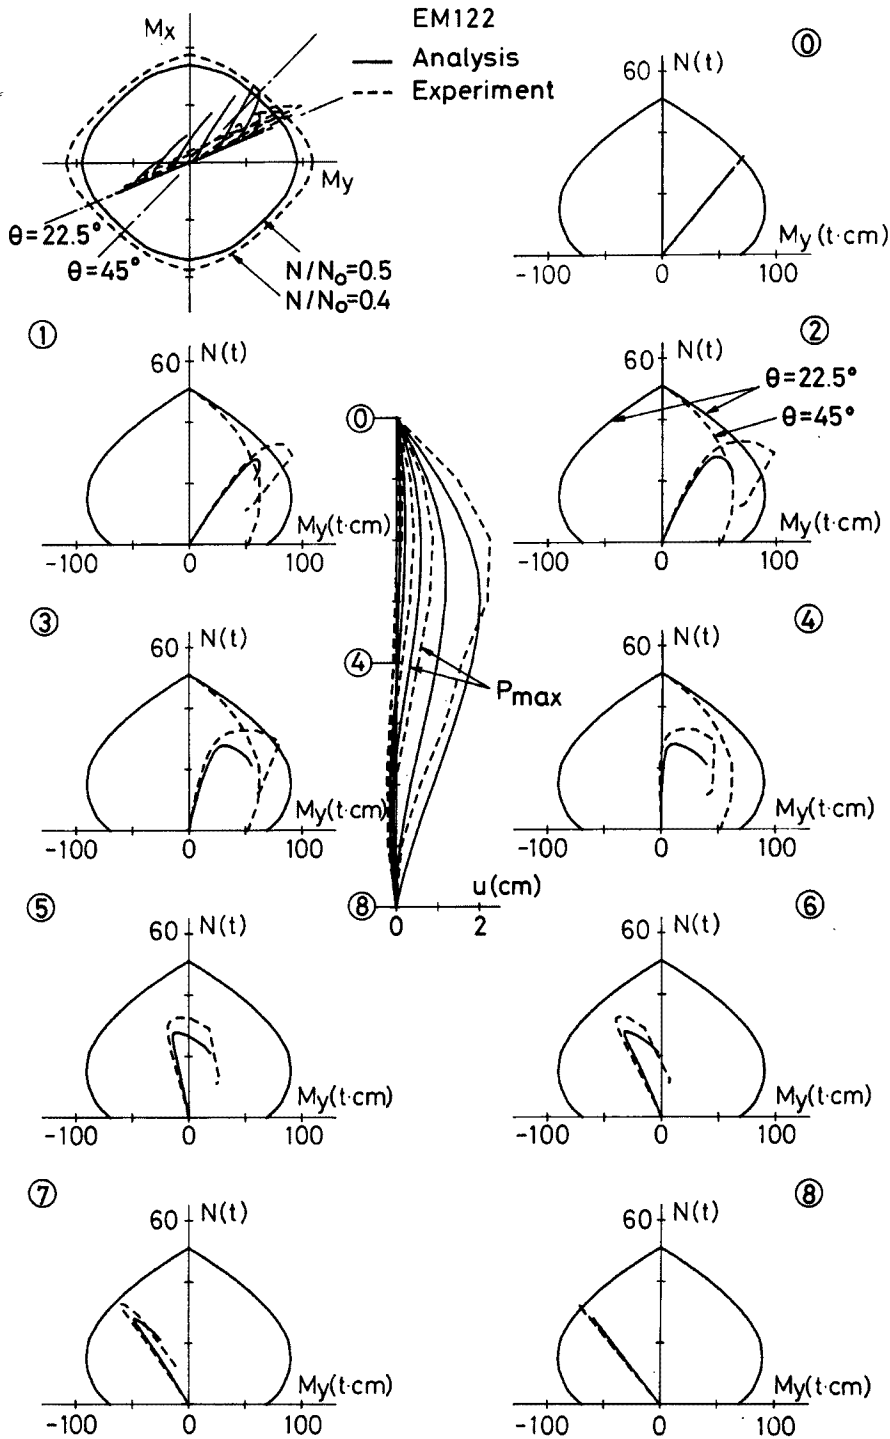 EM122
Analysis
Experiment
Mx
My
θ=22.5°
θ=45°
N/No=0.5
N/No=0.4
⓪
60
N(t)
My(t·cm)
-100
0
100
①
60
N(t)
My(t·cm)
-100
0
100
②
60
N(t)
θ=22.5°
θ=45°
My(t·cm)
-100
0
100
⓪
④
⑧
Pmax
u(cm)
0
2
③
60
N(t)
My(t·cm)
-100
0
100
④
60
N(t)
My(t·cm)
-100
0
100
⑤
60
N(t)
My(t·cm)
-100
0
100
⑥
60
N(t)
My(t·cm)
-100
0
100
⑦
60
N(t)
My(t·cm)
-100
0
100
⑧
60
N(t)
My(t·cm)
-100
0
100